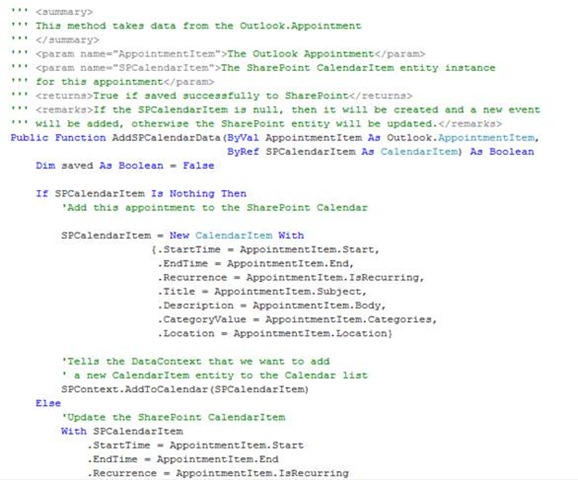 ''' <summary>
''' This method takes data from the Outlook.Appointment
''' </summary>
''' <param name="AppointmentItem">The Outlook Appointment</param>
''' <param name="SPCalendarItem">The SharePoint CalendarItem entity instance
''' for this appointment</param>
''' <returns>True if saved successfully to SharePoint</returns>
''' <remarks>If the SPCalendarItem is null, then it will be created and a new event
''' will be added, otherwise the SharePoint entity will be updated.</remarks>
Public Function AddSPCalendarData(ByVal AppointmentItem As Outlook.AppointmentItem,
ByRef SPCalendarItem As CalendarItem) As Boolean
Dim saved As Boolean = False
If SPCalendarItem Is Nothing Then
'Add this appointment to the SharePoint Calendar
SPCalendarItem = New CalendarItem With
{.StartTime = AppointmentItem.Start,
.EndTime = AppointmentItem.End,
.Recurrence = AppointmentItem.IsRecurring,
.Title = AppointmentItem.Subject,
.Description = AppointmentItem.Body,
.CategoryValue = AppointmentItem.Categories,
.Location = AppointmentItem.Location}
'Tells the DataContext that we want to add
' a new CalendarItem entity to the Calendar list
SPContext.AddToCalendar(SPCalendarItem)
Else
'Update the SharePoint CalendarItem
With SPCalendarItem
.StartTime = AppointmentItem.Start
.EndTime = AppointmentItem.End
.Recurrence = AppointmentItem.IsRecurring